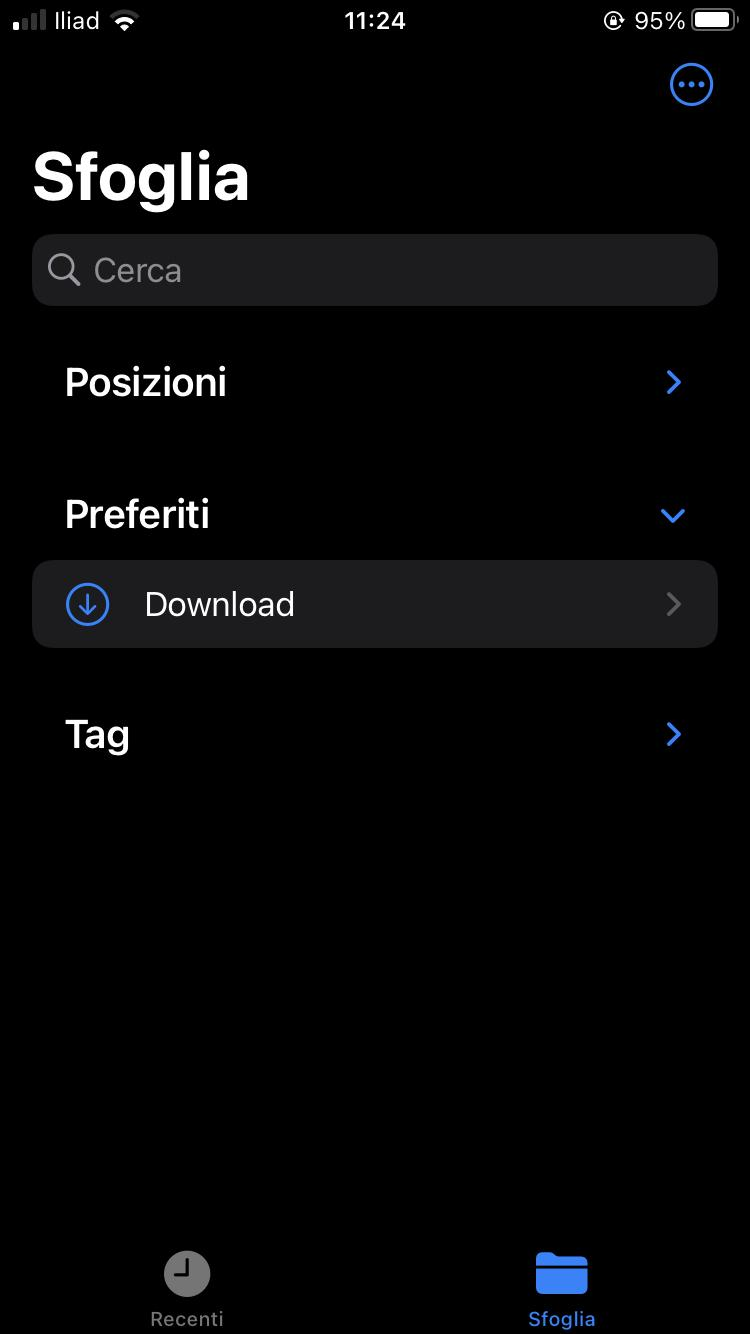 Iliad 11:24 95%
Sfoglia
Cerca
Posizioni
Preferiti
Download
Tag
Recenti Sfoglia